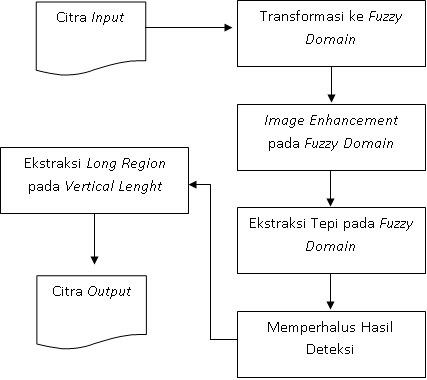 Citra Input
Transformasi ke Fuzzy
Domain
Image Enhancement
pada Fuzzy Domain
Ekstraksi Tepi pada Fuzzy
Domain
Memperhalus Hasil
Deteksi
Ekstraksi Long Region
pada Vertical Lenght
Citra Output